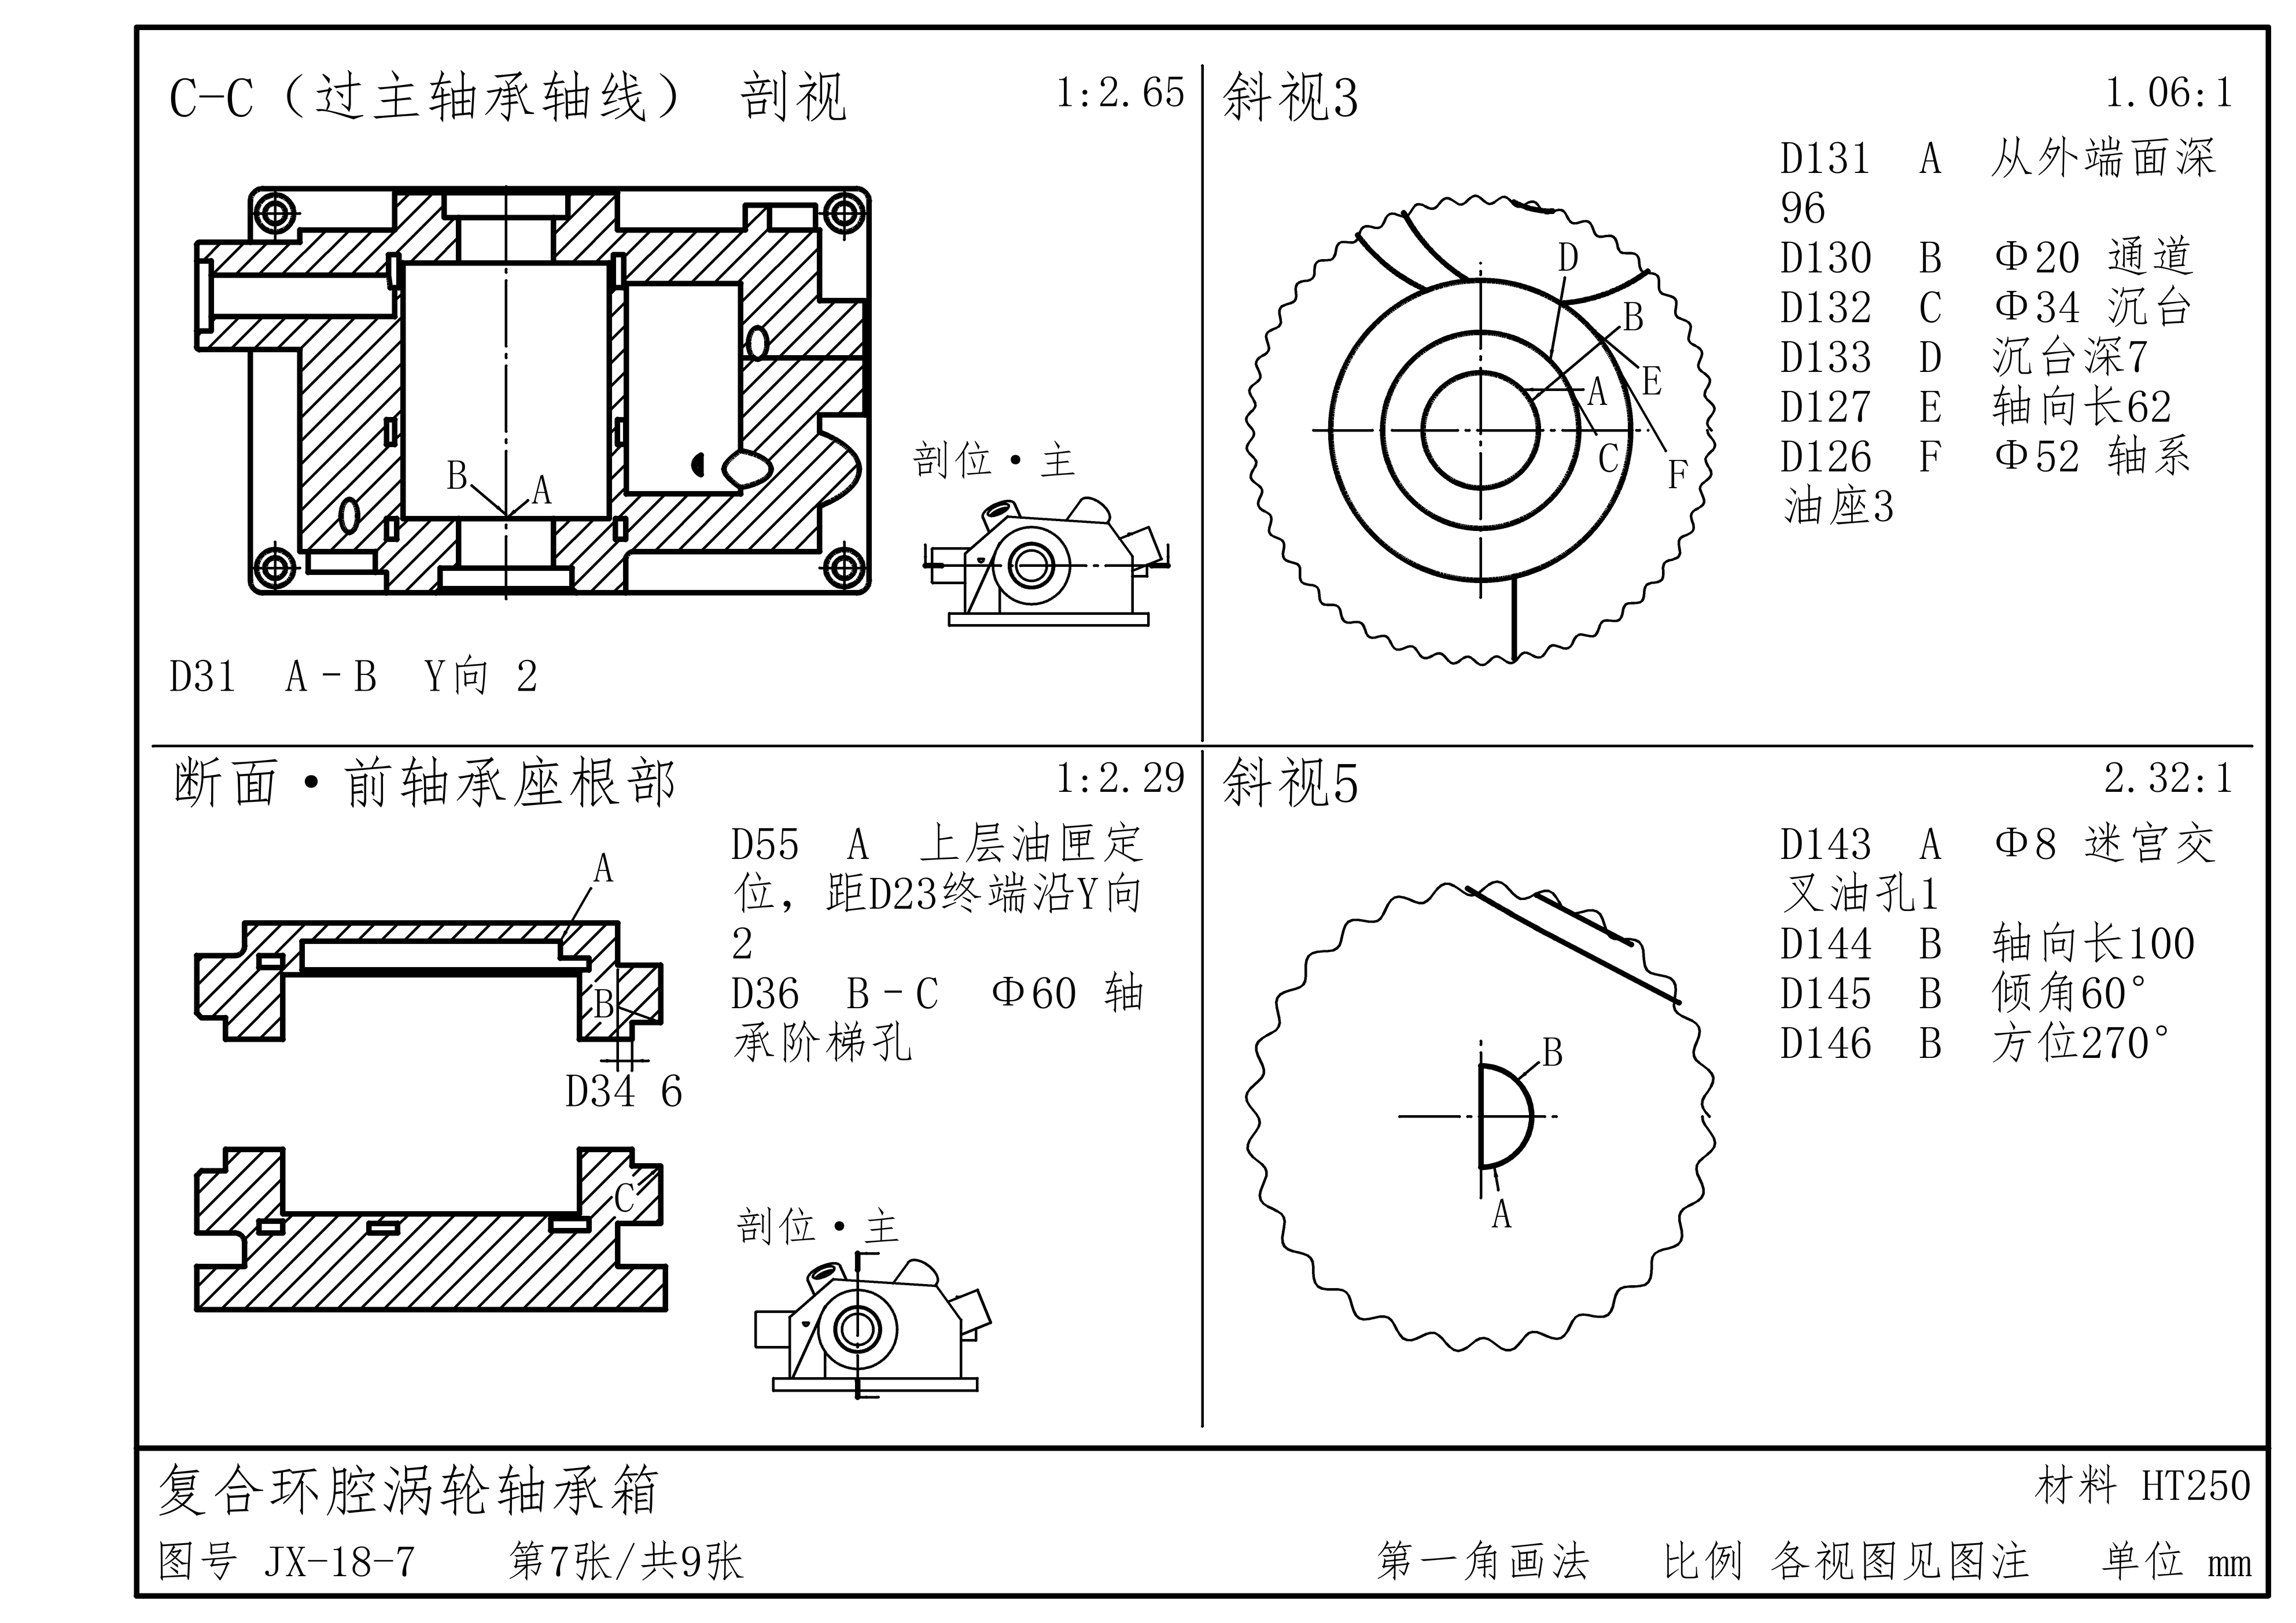 C-C（过主轴承轴线） 剖视
1:2.65
B
A
剖位·主
D31 A-B Y向 2
斜视3
1.06:1
D131 A 从外端面深
96
D130 B Φ20 通道
D132 C Φ34 沉台
D133 D 沉台深7
D127 E 轴向长62
D126 F Φ52 轴系
油座3
D
B
E
A
C
F
断面·前轴承座根部
1:2.29
D55 A 上层油匣定
位，距D23终端沿Y向
2
D36 B-C Φ60 轴
承阶梯孔
A
B
D34 6
C
剖位·主
斜视5
2.32:1
D143 A Φ8 迷宫交
叉油孔1
D144 B 轴向长100
D145 B 倾角60°
D146 B 方位270°
B
A
复合环腔涡轮轴承箱
材料 HT250
图号 JX-18-7 第7张/共9张
第一角画法 比例 各视图见图注 单位 mm